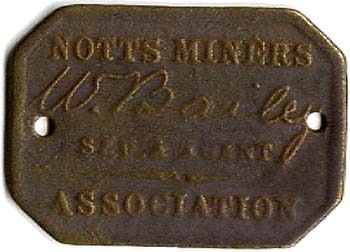 NOTTS MINERS
W. Bailey
SEC & AGENT
ASSOCIATION